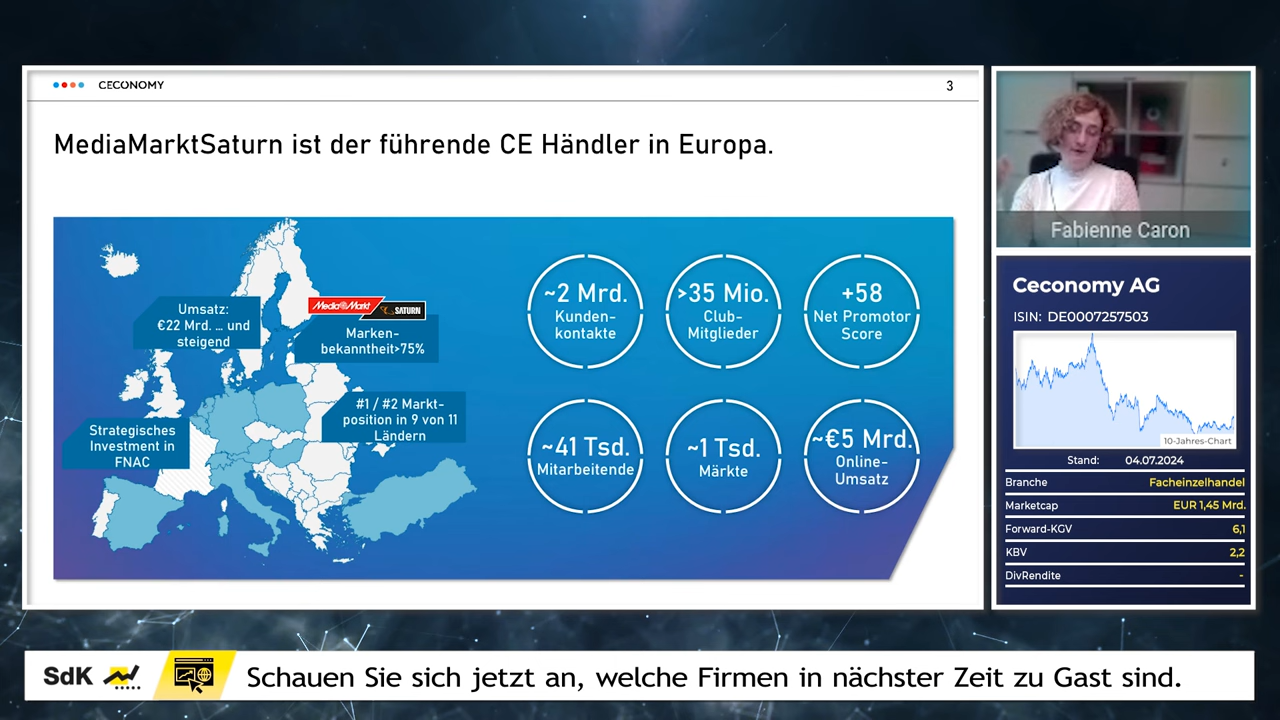 CECONOMY
3
MediaMarktSaturn ist der führende CE Händler in Europa.
Umsatz:
€22 Mrd. … und
steigend
MediaMarkt
SATURN
Marken-
bekanntheit>75%
#1 / #2 Markt-
position in 9 von 11
Ländern
Strategisches
Investment in
FNAC
~2 Mrd.
Kunden-
kontakte
>35 Mio.
Club-
Mitglieder
+58
Net Promotor
Score
~41 Tsd.
Mitarbeitende
~1 Tsd.
Märkte
~€5 Mrd.
Online-
Umsatz
Fabienne Caron
Ceconomy AG
ISIN: DE0007257503
10-Jahres-Chart
Stand: 04.07.2024
Branche Facheinzelhandel
Marketcap EUR 1,45 Mrd.
Forward-KGV 6,1
KBV 2,2
DivRendite -
SdK
Schauen Sie sich jetzt an, welche Firmen in nächster Zeit zu Gast sind.